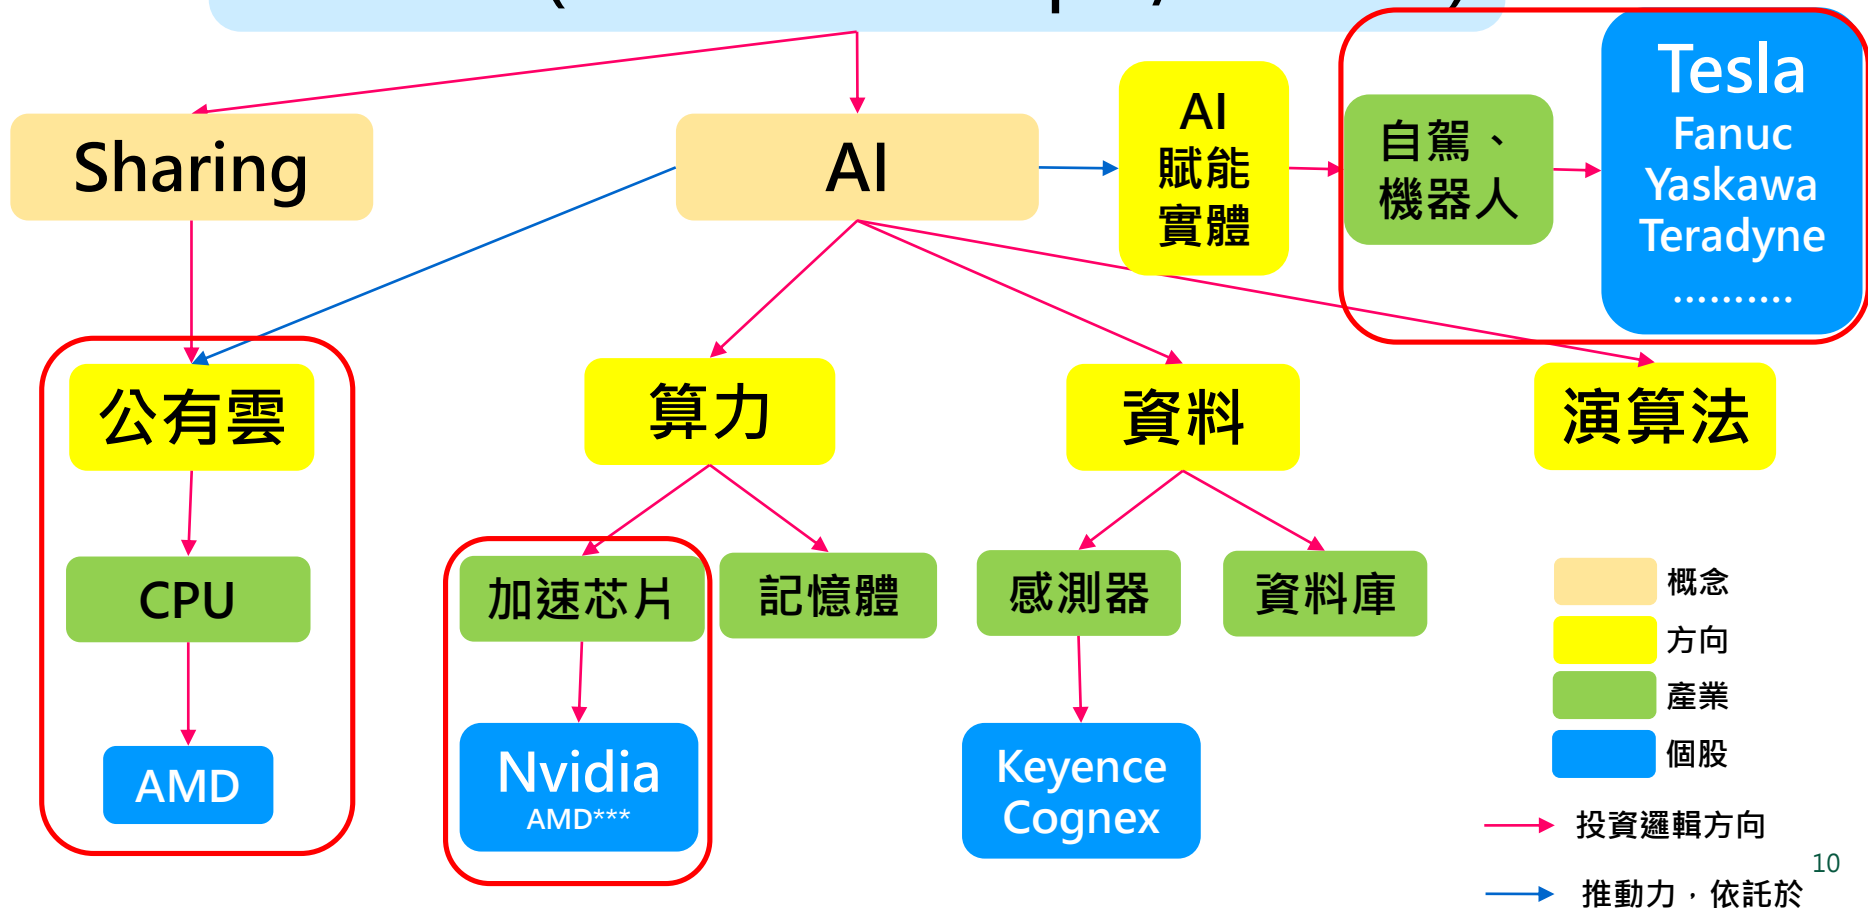 Sharing
AI
AI
賦能
實體
自駕、
機器人
Tesla
Fanuc
Yaskawa
Teradyne
..........
公有雲
算力
資料
演算法
CPU
加速芯片
記憶體
感測器
資料庫
AMD
Nvidia
AMD***
Keyence
Cognex
概念
方向
產業
個股
投資邏輯方向
10
推動力，依託於